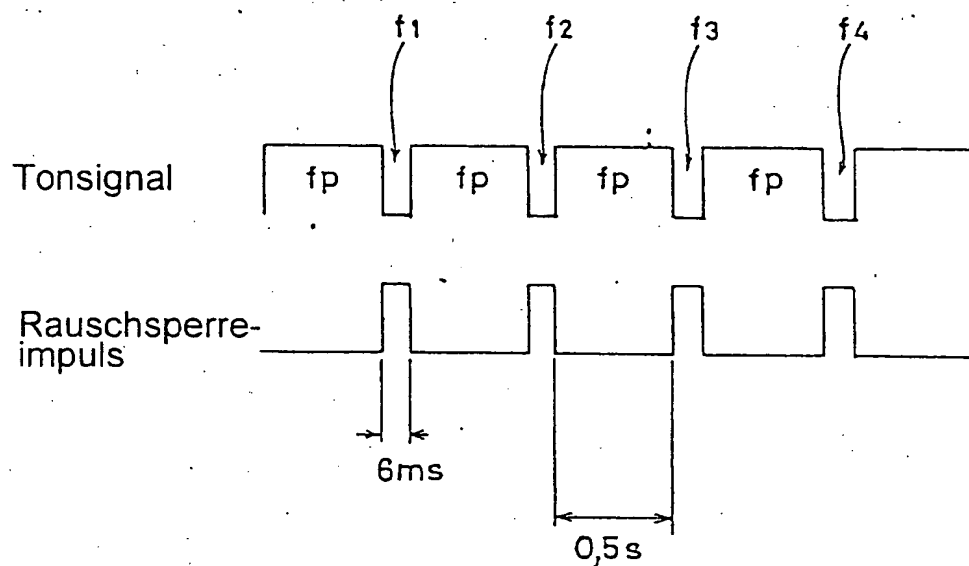 f1 f2 f3 f4
Tonsignal fp fp fp fp
Rauschsperre-
impuls
6ms
0,5s